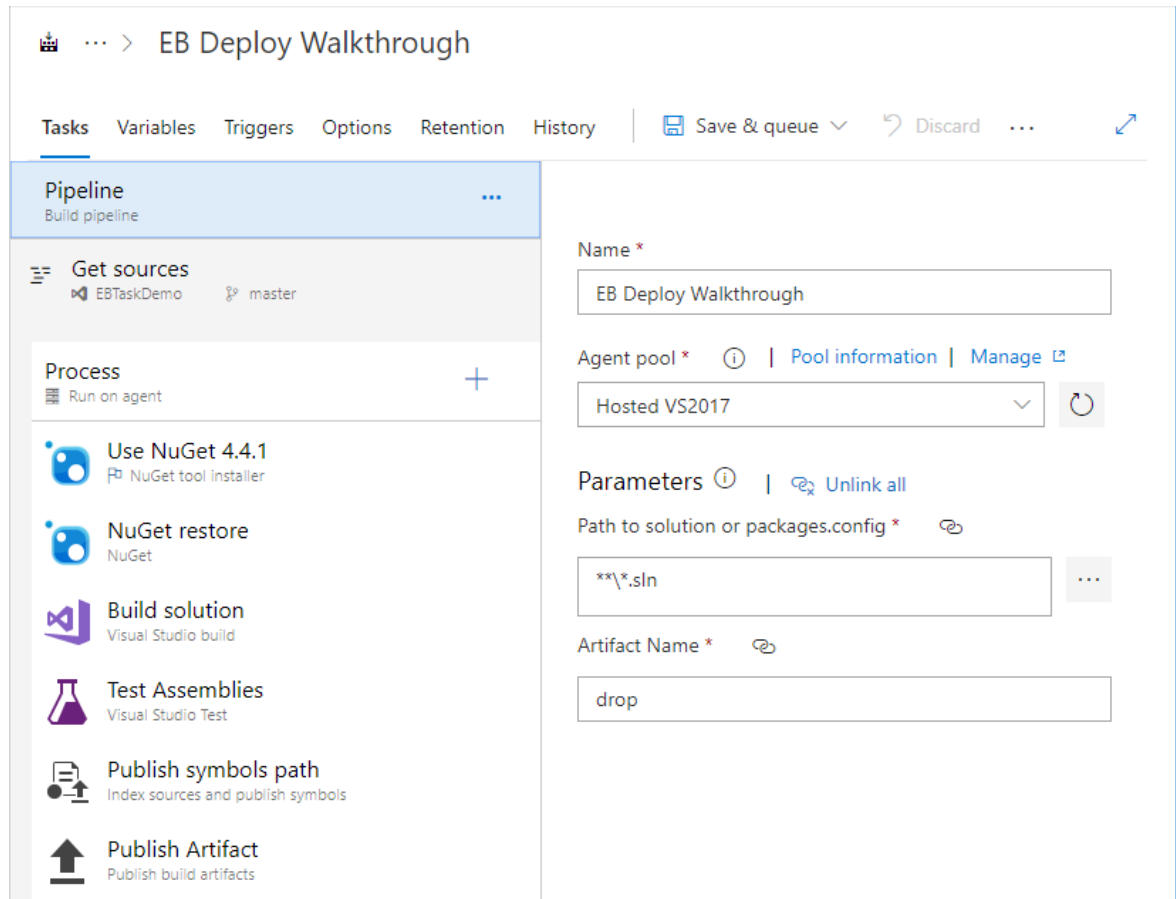 ··· > EB Deploy Walkthrough
Tasks Variables Triggers Options Retention History Save & queue Discard ...
Pipeline ...
Build pipeline
Get sources
EBTaskDemo master
Process +
Run on agent
Use NuGet 4.4.1
NuGet tool installer
NuGet restore
NuGet
Build solution
Visual Studio build
Test Assemblies
Visual Studio Test
Publish symbols path
Index sources and publish symbols
Publish Artifact
Publish build artifacts
Name *
EB Deploy Walkthrough
Agent pool * | Pool information | Manage
Hosted VS2017
Parameters | Unlink all
Path to solution or packages.config *
**\*.sln ...
Artifact Name *
drop